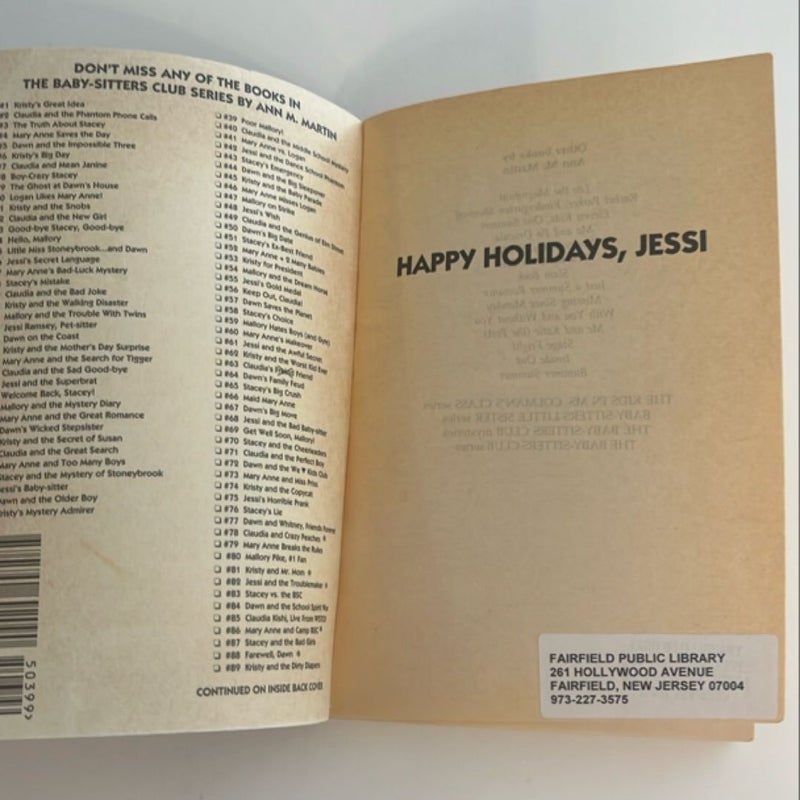 DON'T MISS ANY OF THE BOOKS IN
THE BABY-SITTERS CLUB SERIES BY ANN M. MARTIN
#1 Kristy's Great Idea
#2 Claudia and the Phantom Phone Calls
#3 The Truth About Stacey
#4 Mary Anne Saves the Day
#5 Dawn and the Impossible Three
#6 Kristy's Big Day
#7 Claudia and Mean Janine
#8 Boy-Crazy Stacey
#9 The Ghost at Dawn's House
0 Logan Likes Mary Anne!
Kristy and the Snobs
Claudia and the New Girl
Good-bye Stacey, Good-bye
Hello, Mallory
Little Miss Stoneybrook...and Dawn
Jessi's Secret Language
Mary Anne's Bad-Luck Mystery
Stacey's Mistake
Claudia and the Bad Joke
Kristy and the Walking Disaster
Mallory and the Trouble With Twins
Jessi Ramsey, Pet-sitter
Dawn on the Coast
Kristy and the Mother's Day Surprise
Mary Anne and the Search for Tigger
Claudia and the Sad Good-bye
Jessi and the Superbrat
Welcome Back, Stacey!
Mallory and the Mystery Diary
Mary Anne and the Great Romance
Dawn's Wicked Stepsister
Kristy and the Secret of Susan
Claudia and the Great Search
Mary Anne and Too Many Boys
Stacey and the Mystery of Stoneybrook
Jessi's Baby-sitter
Dawn and the Older Boy
Kristy's Mystery Admirer
50399>
#39 Poor Mallory!
#40 Claudia and the Middle School Mystery
#41 Mary Anne vs. Logan
#42 Jessi and the Dance School Phantom
#43 Stacey's Emergency
#44 Dawn and the Big Sleepover
#45 Kristy and the Baby Parade
#46 Mary Anne Misses Logan
#47 Mallory on Strike
#48 Jessi's Wish
#49 Claudia and the Genius of Elm Street
#50 Dawn's Big Date
#51 Stacey's Ex-Best Friend
#52 Mary Anne + 2 Many Babies
#53 Kristy for President
#54 Mallory and the Dream Horse
#55 Jessi's Gold Medal
#56 Keep Out, Claudia!
#57 Dawn Saves the Planet
#58 Stacey's Choice
#59 Mallory Hates Boys (and Gym)
#60 Mary Anne's Makeover
#61 Jessi and the Awful Secret
#62 Kristy and the Worst Kid Ever
#63 Claudia's Friend
#64 Dawn's Family Feud
#65 Stacey's Big Crush
#66 Maid Mary Anne
#67 Dawn's Big Move
#68 Jessi and the Bad Baby-sitter
#69 Get Well Soon, Mallory!
#70 Stacey and the Cheerleaders
#71 Claudia and the Perfect Boy
#72 Dawn and the We ♥ Kids Club
#73 Mary Anne and Miss Priss
#74 Kristy and the Copycat
#75 Jessi's Horrible Prank
#76 Stacey's Lie
#77 Dawn and Whitney, Friends Forever
#78 Claudia and Crazy Peaches
#79 Mary Anne Breaks the Rules
#80 Mallory Pike, #1 Fan
#81 Kristy and Mr. Mom
#82 Jessi and the Troublemaker
#83 Stacey vs. the BSC
#84 Dawn and the School Spirit War
#85 Claudia Kishi, Live From WSTO!
#86 Mary Anne and Camp BSC
#87 Stacey and the Bad Girls
#88 Farewell, Dawn
#89 Kristy and the Dirty Diapers
CONTINUED ON INSIDE BACK COVER
HAPPY HOLIDAYS, JESSI
FAIRFIELD PUBLIC LIBRARY
261 HOLLYWOOD AVENUE
FAIRFIELD, NEW JERSEY 07004
973-227-3575